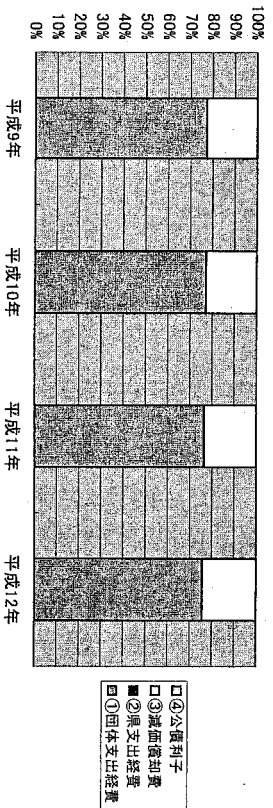 100%
90%
80%
70%
60%
50%
40%
30%
20%
10%
0%
平成9年
平成10年
平成11年
平成12年
④公債利子
③減価償却費
②県支出経費
①団体支出経費